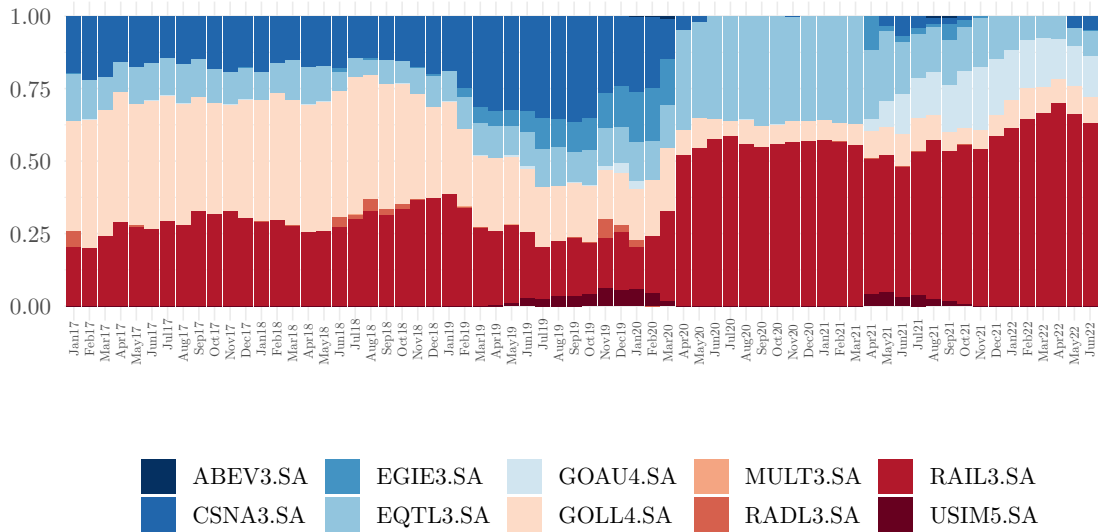 1.00
0.75
0.50
0.25
0.00
Jan17 Feb17 Mar17 Apr17 May17 Jun17 Jul17 Aug17 Sep17 Oct17 Nov17 Dec17 Jan18 Feb18 Mar18 Apr18 May18 Jun18 Jul18 Aug18 Sep18 Oct18 Nov18 Dec18 Jan19 Feb19 Mar19 Apr19 May19 Jun19 Jul19 Aug19 Sep19 Oct19 Nov19 Dec19 Jan20 Feb20 Mar20 Apr20 May20 Jun20 Jul20 Aug20 Sep20 Oct20 Nov20 Dec20 Jan21 Feb21 Mar21 Apr21 May21 Jun21 Jul21 Aug21 Sep21 Oct21 Nov21 Dec21 Jan22 Feb22 Mar22 Apr22 May22 Jun22
ABEV3.SA EGIE3.SA GOAU4.SA MULT3.SA RAIL3.SA
CSNA3.SA EQTL3.SA GOLL4.SA RADL3.SA USIM5.SA